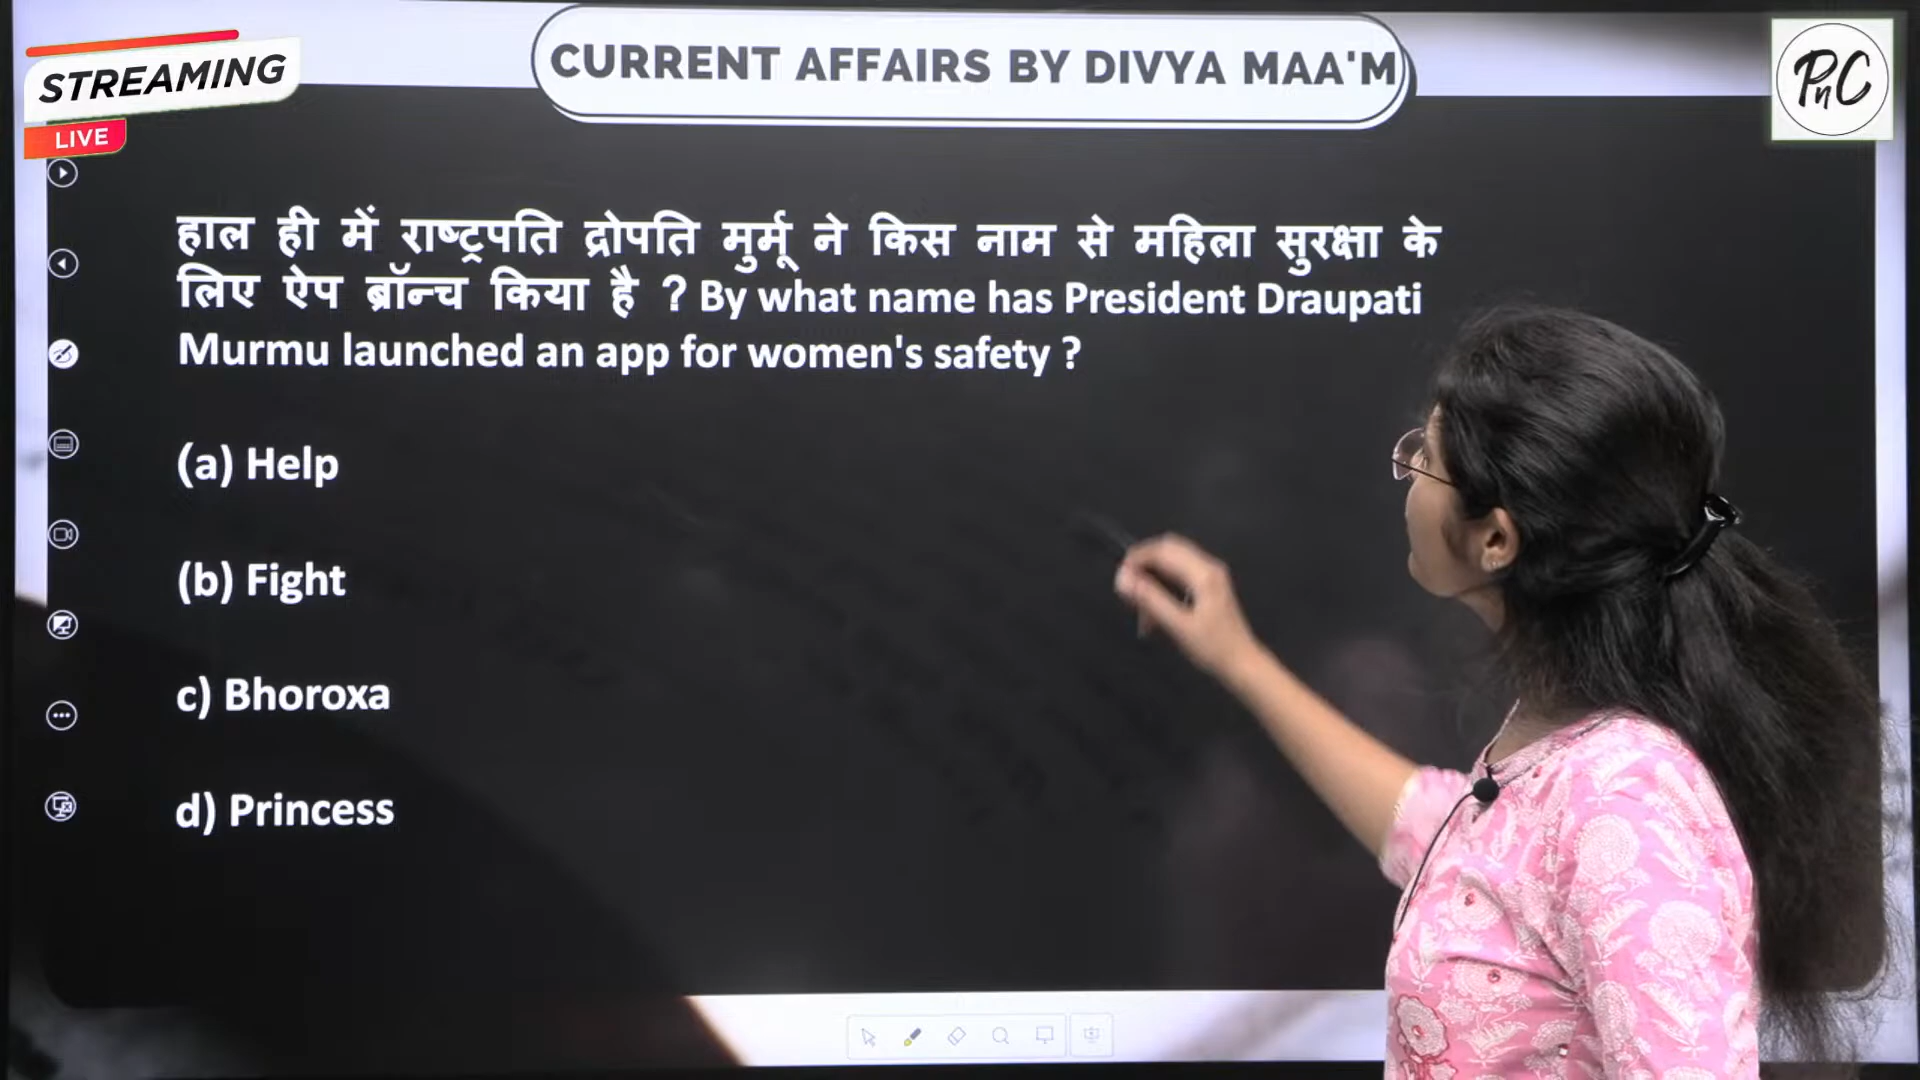 STREAMING
LIVE
CURRENT AFFAIRS BY DIVYA MAA'M
PnC
हाल ही में राष्ट्रपति द्रोपति मुर्मू ने किस नाम से महिला सुरक्षा के
लिए ऐप ब्रॉन्च किया है ? By what name has President Draupati
Murmu launched an app for women's safety ?
(a) Help
(b) Fight
c) Bhoroxa
d) Princess